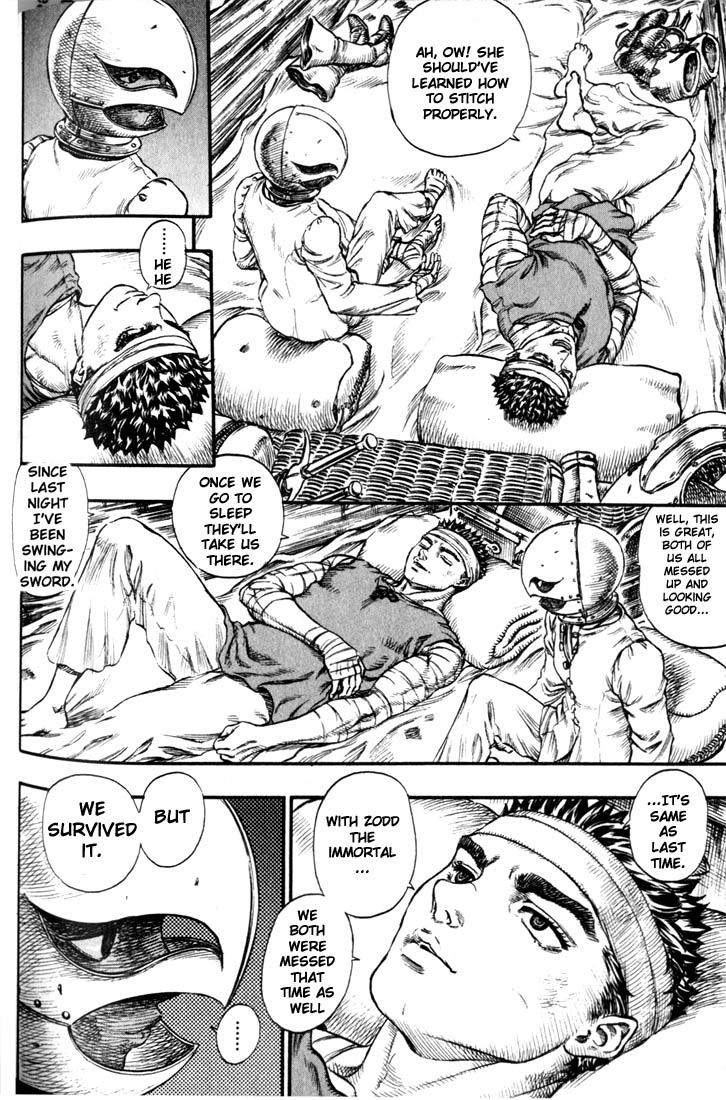 AH, OW! SHE
SHOULD'VE
LEARNED HOW
TO STITCH
PROPERLY.
......
HE
HE
WELL, THIS
IS GREAT,
BOTH OF
US ALL
MESSED
UP AND
LOOKING
GOOD...
ONCE WE
GO TO
SLEEP
THEY'LL
TAKE US
THERE.
SINCE
LAST
NIGHT
I'VE
BEEN
SWING-
ING MY
SWORD.
...IT'S
SAME
AS
LAST
TIME.
WITH ZODD
THE
IMMORTAL
...
WE
BOTH
WERE
MESSED
THAT
TIME AS
WELL
BUT
WE
SURVIVED
IT.
......